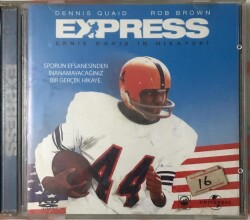 DENNIS QUAID ROB BROWN
EXPRESS
ERNIE DAVIS'IN HİKAYESİ
SPORUN EFSANESİNDEN
İNANAMAYACAĞINIZ
BİR GERÇEK HİKAYE.
44
16
EXPRESS